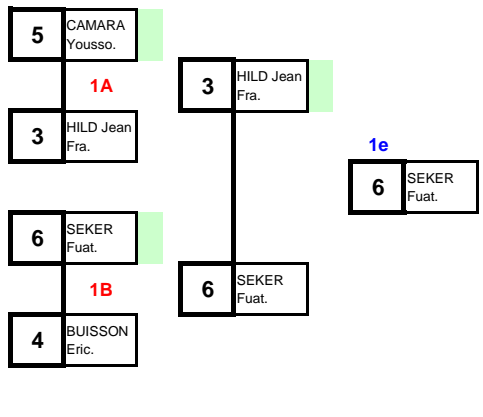 5
CAMARA
Yousso.
1A
3
HILD Jean
Fra.
6
SEKER
Fuat.
1B
4
BUISSON
Eric.
3
HILD Jean
Fra.
6
SEKER
Fuat.
1e
6
SEKER
Fuat.